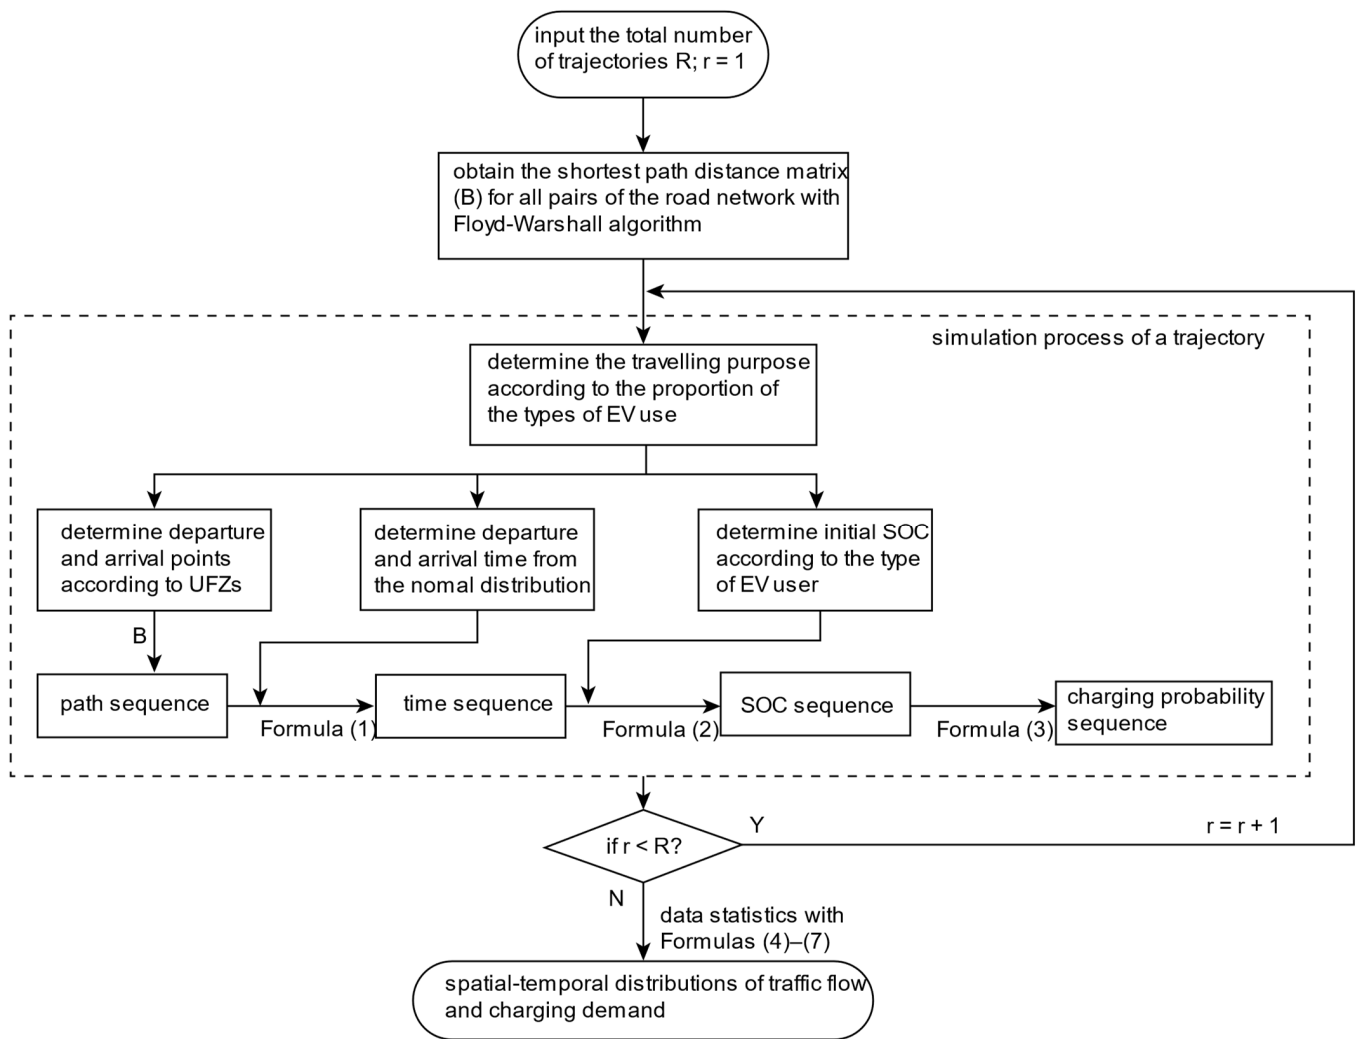 input the total number
of trajectories R; r = 1
obtain the shortest path distance matrix
(B) for all pairs of the road network with
Floyd-Warshall algorithm
simulation process of a trajectory
determine the travelling purpose
according to the proportion of
the types of EV use
determine departure
and arrival points
according to UFZs
determine departure
and arrival time from
the nomal distribution
determine initial SOC
according to the type
of EV user
B
path sequence
Formula (1)
time sequence
Formula (2)
SOC sequence
Formula (3)
charging probability
sequence
if r < R?
Y
r = r + 1
N
data statistics with
Formulas (4)–(7)
spatial-temporal distributions of traffic flow
and charging demand